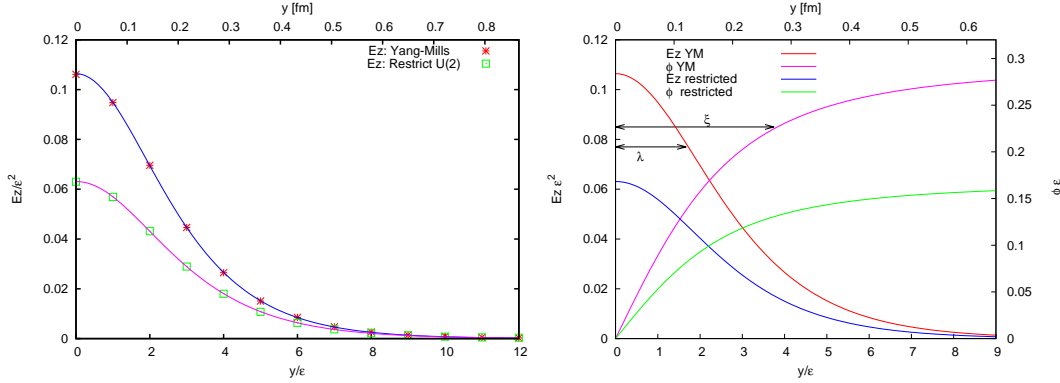 y [fm]
0 0.1 0.2 0.3 0.4 0.5 0.6 0.7 0.8
0.12
0.1
0.08
0.06
0.04
0.02
0
Ez/ε²
Ez: Yang-Mills
Ez: Restrict U(2)
0 2 4 6 8 10 12
y/ε
y [fm]
0 0.1 0.2 0.3 0.4 0.5 0.6
0.12
0.1
0.08
0.06
0.04
0.02
0
Ez ε²
Ez YM
ϕ YM
Ez restricted
ϕ restricted
ξ
λ
0.3
0.25
0.2
0.15
0.1
0.05
0
ϕ ε
0 1 2 3 4 5 6 7 8 9
y/ε